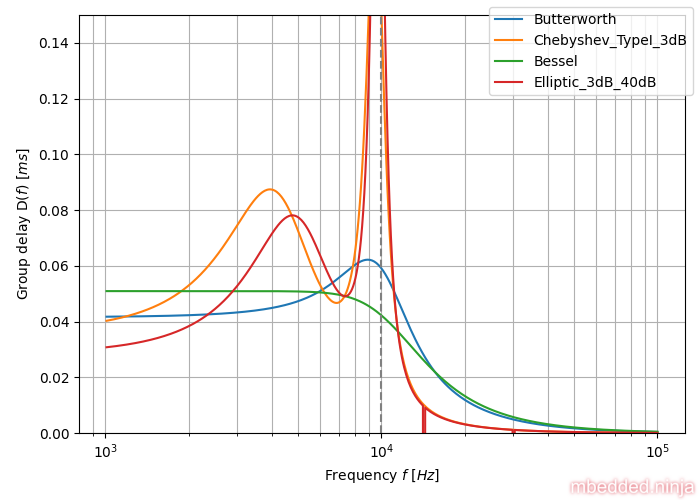 Butterworth
Chebyshev_TypeI_3dB
Bessel
Elliptic_3dB_40dB
0.14
0.12
0.10
0.08
0.06
0.04
0.02
0.00
Group delay D(f) [ms]
10³ 10⁴ 10⁵
Frequency f [Hz]
mbedded.ninja